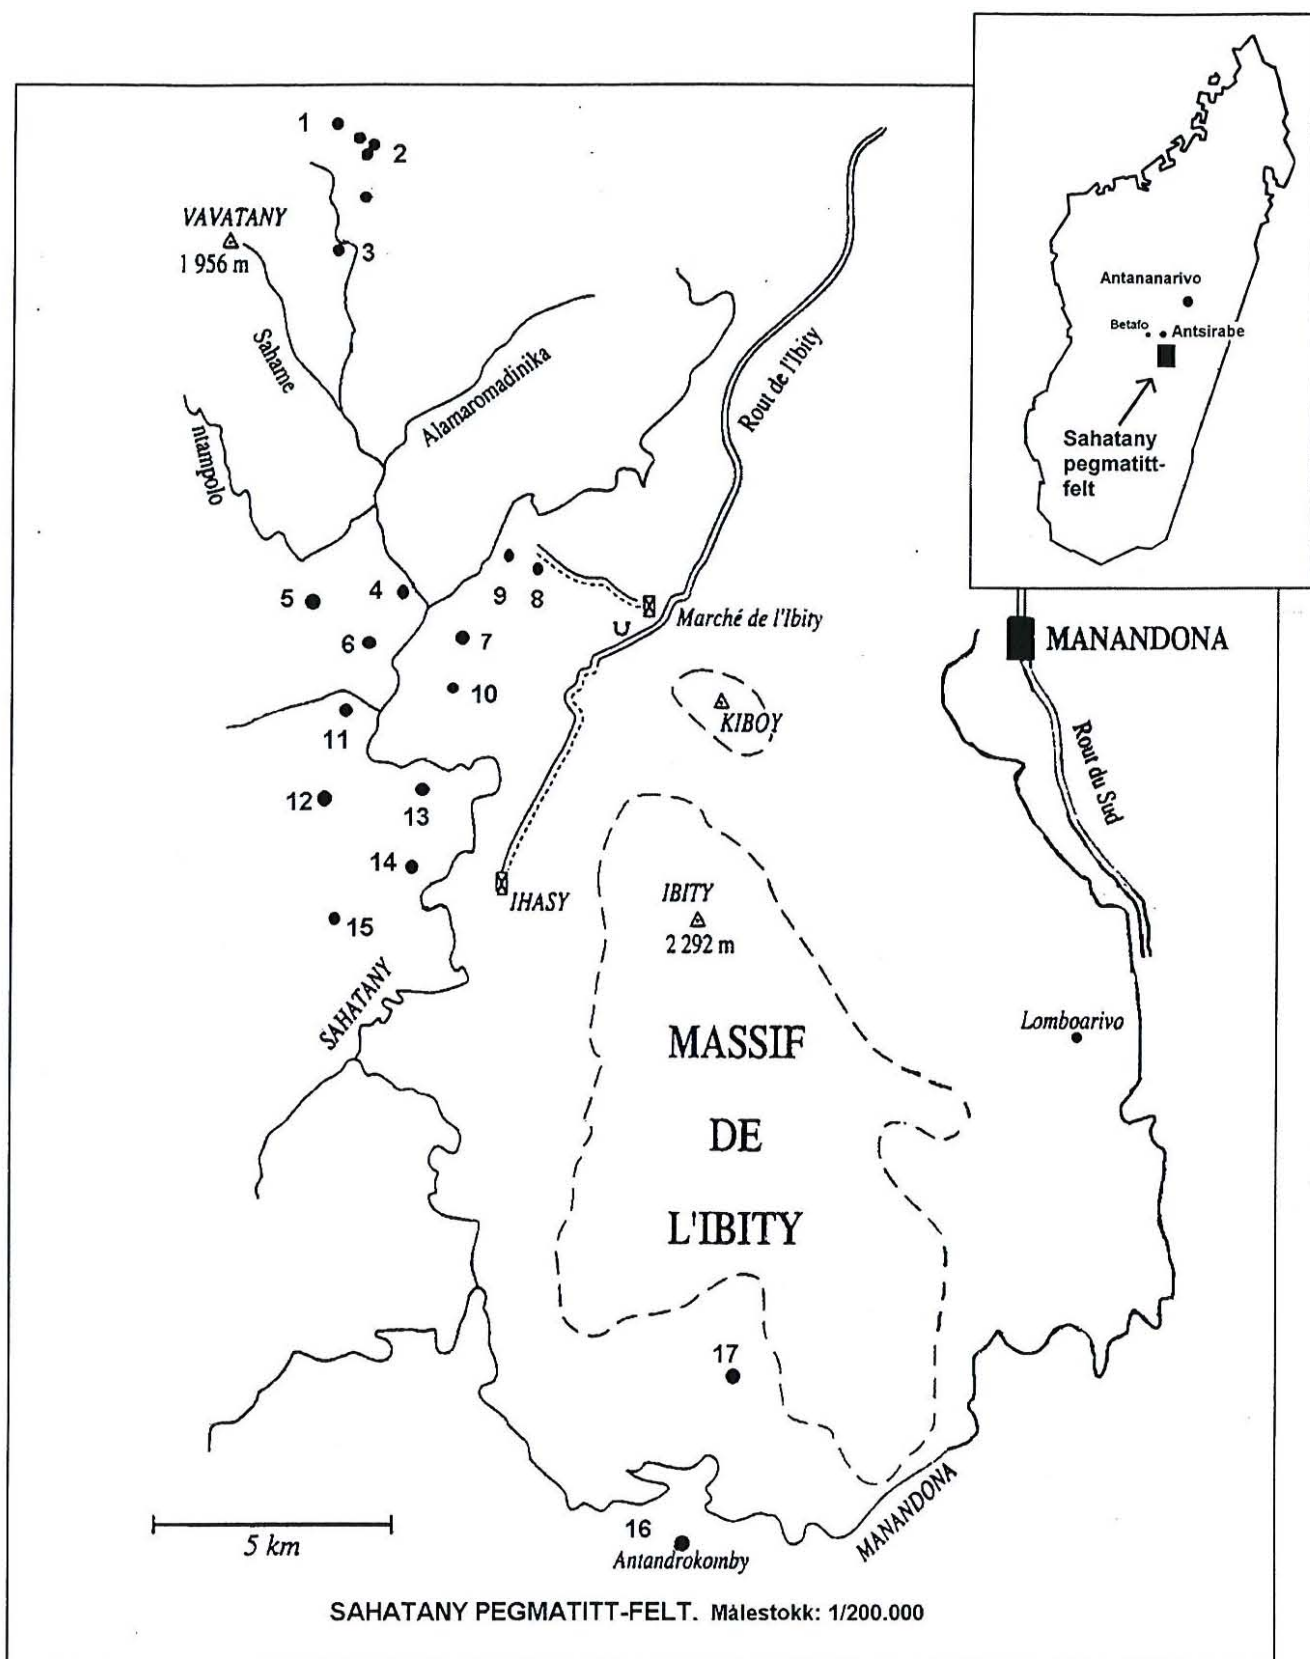 1
2
VAVATANY
1 956 m
3
Sahame
Alamaromadinika
ntampolo
Rout de l'Ibity
Antananarivo
Betafo
Antsirabe
Sahatany
pegmatitt-
felt
5
4
9
8
6
7
Marché de l'Ibity
MANANDONA
10
KIBOY
11
Rout du Sud
12
13
14
IHASY
IBITY
2 292 m
15
SAHATANY
Lomboarivo
MASSIF
DE
L'IBITY
17
MANANDONA
16
Antandrokomby
5 km
SAHATANY PEGMATITT-FELT. Målestokk: 1/200.000